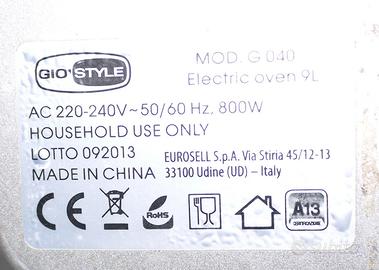 GIO'STYLE
MOD. G 040
Electric oven 9L
AC 220-240V~50/60 Hz, 800W
HOUSEHOLD USE ONLY
LOTTO 092013
MADE IN CHINA
EUROSELL S.p.A. Via Stiria 45/12-13
33100 Udine (UD) – Italy
CE
RoHS
A13